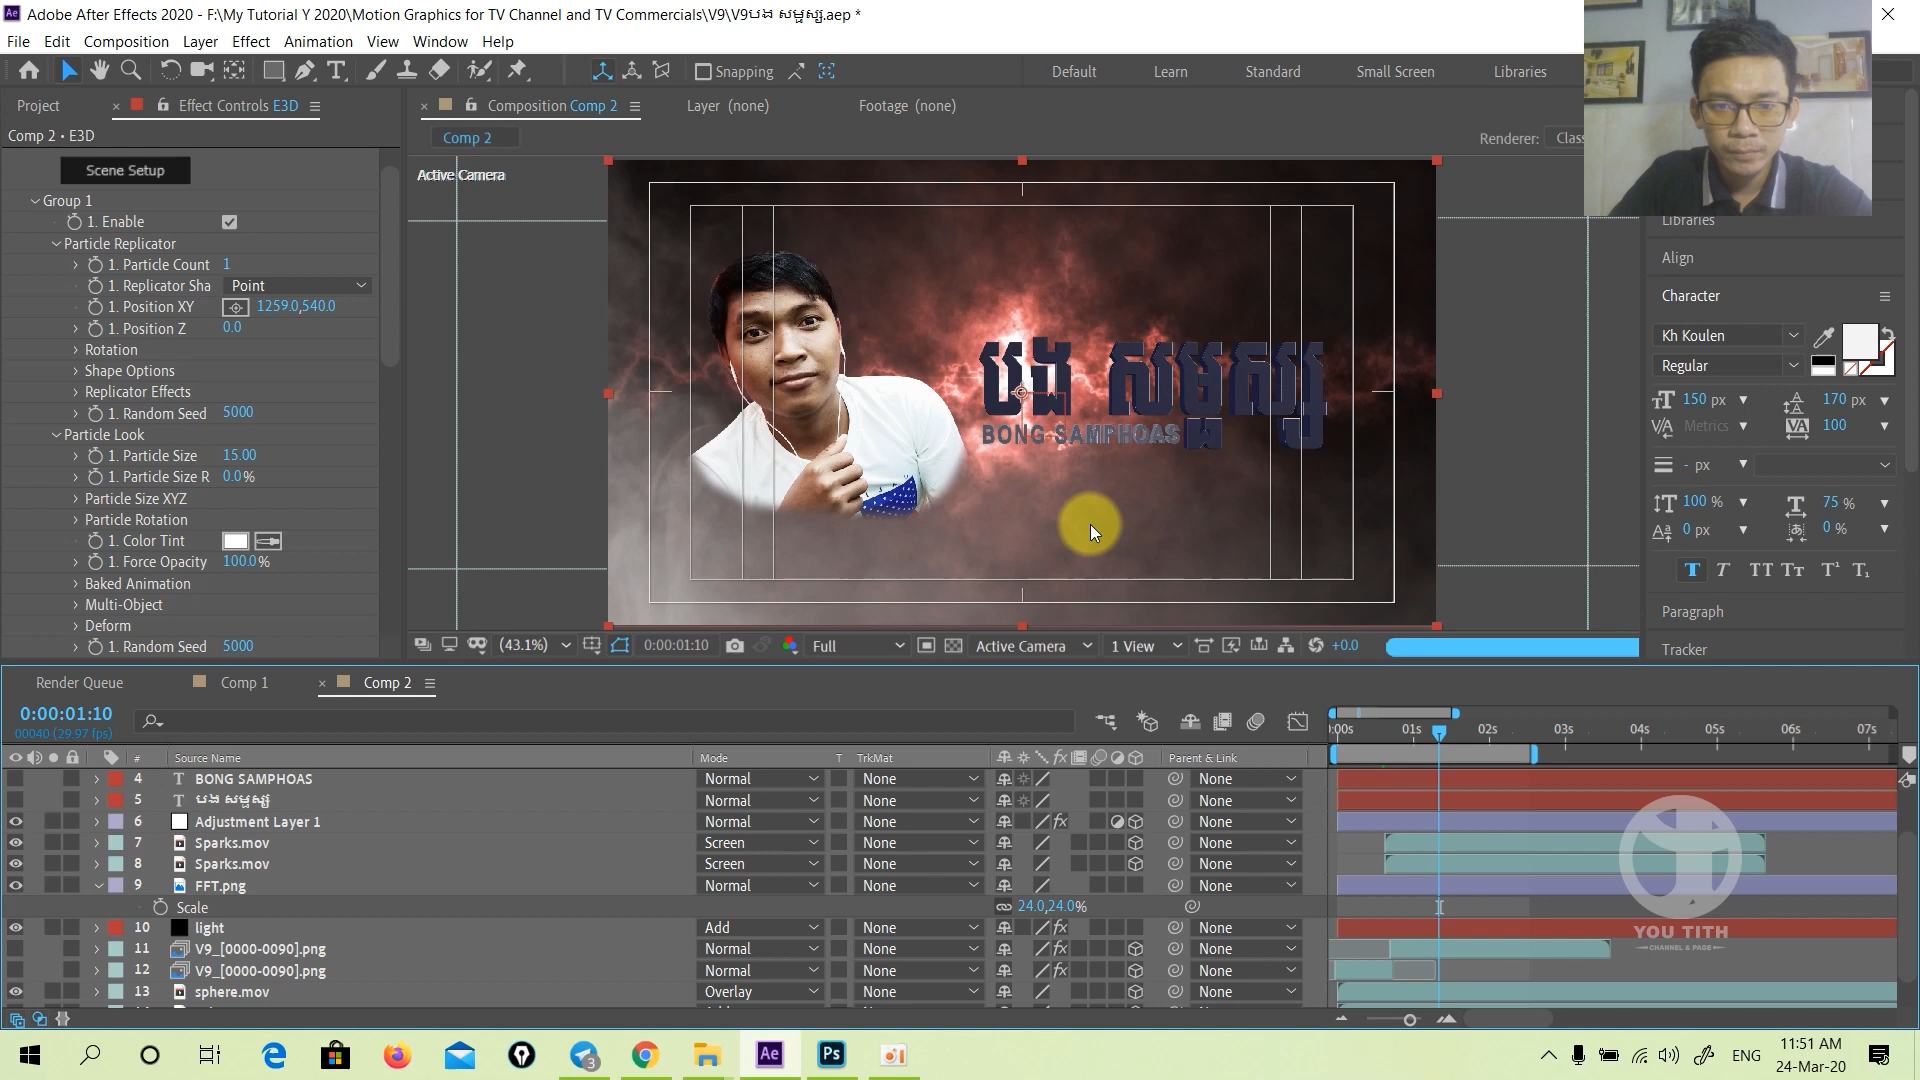 Adobe After Effects 2020 - F:\My Tutorial Y 2020\Motion Graphics for TV Channel and TV Commercials\V9\V9បង សម្ផស្ស.aep *
File Edit Composition Layer Effect Animation View Window Help
Snapping
Default Learn Standard Small Screen Libraries
Project
Effect Controls E3D
Composition Comp 2
Layer (none)
Footage (none)
Comp 2 • E3D
Comp 2
Renderer: Class
Scene Setup
Group 1
1. Enable
Particle Replicator
1. Particle Count 1
1. Replicator Sha Point
1. Position XY 1259.0,540.0
1. Position Z 0.0
Rotation
Shape Options
Replicator Effects
1. Random Seed 5000
Particle Look
1. Particle Size 15.00
1. Particle Size R 0.0%
Particle Size XYZ
Particle Rotation
1. Color Tint
1. Force Opacity 100.0%
Baked Animation
Multi-Object
Deform
1. Random Seed 5000
Active Camera
បង សម្ផស្ស
BONG SAMPHOAS
(43.1%) 0:00:01:10 Full Active Camera 1 View +0.0
Libraries
Align
Character
Kh Koulen
Regular
150 px 170 px
Metrics 100
- px
100 % 75 %
0 px 0 %
T T TT Tт T¹ T₁
Paragraph
Tracker
Render Queue Comp 1 Comp 2
0:00:01:10
00040 (29.97 fps)
:00s 01s 02s 03s 04s 05s 06s 07s
# Source Name Mode T TrkMat Parent & Link
4 T BONG SAMPHOAS Normal None None
5 T បង សម្ផស្ស Normal None None
6 Adjustment Layer 1 Normal None None
7 Sparks.mov Screen None None
8 Sparks.mov Screen None None
9 FFT.png Normal None None
Scale 24.0,24.0%
10 light Add None None
11 V9_[0000-0090].png Normal None None
12 V9_[0000-0090].png Normal None None
13 sphere.mov Overlay None None
YOU TITH
CHANNEL & PAGE
3
ENG
11:51 AM
24-Mar-20